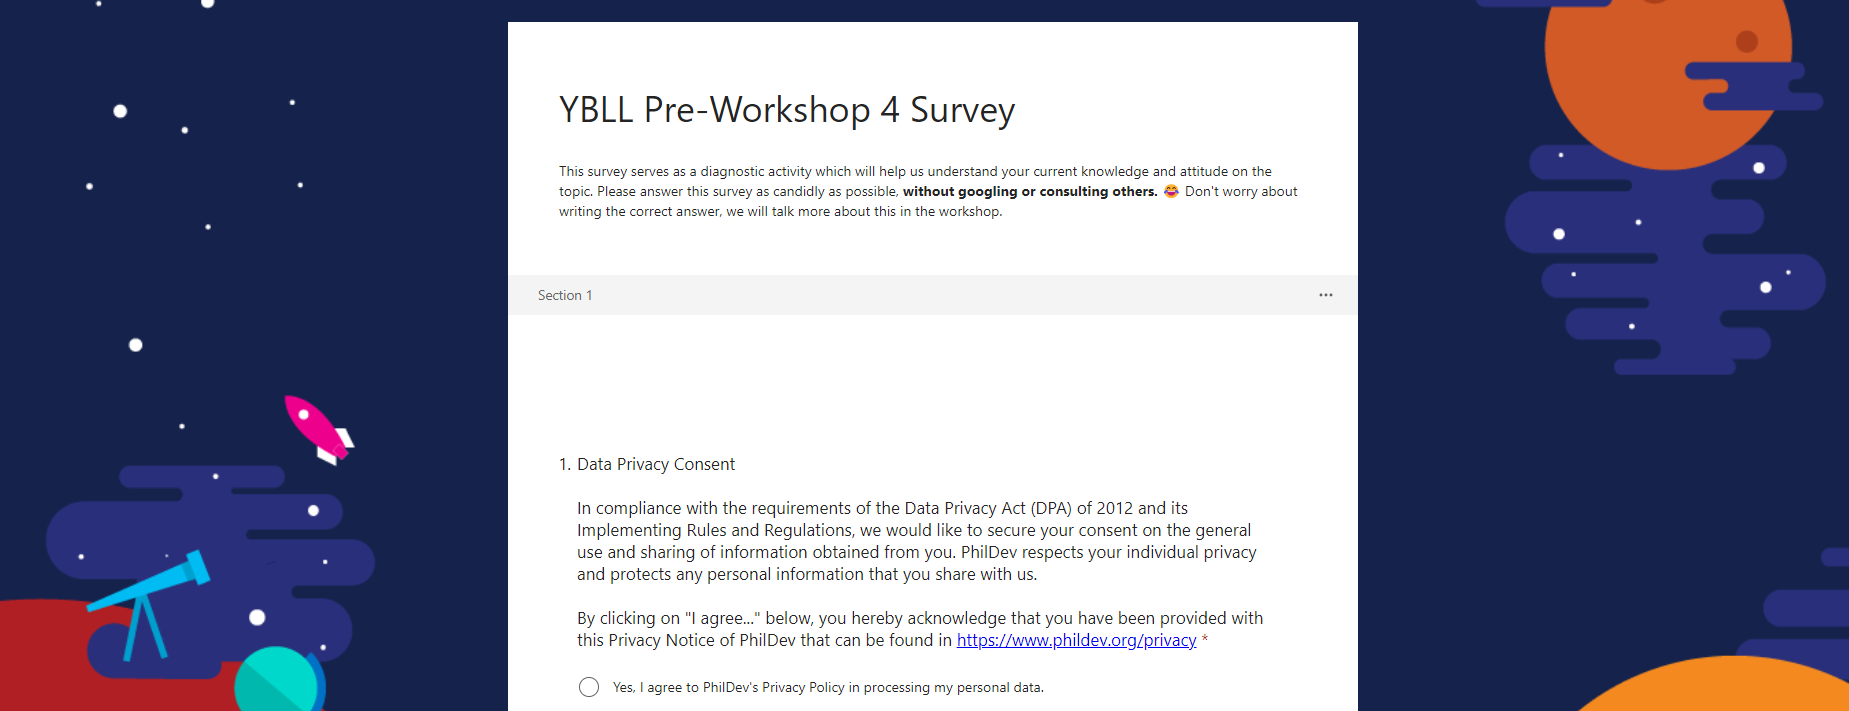 YBLL Pre-Workshop 4 Survey
This survey serves as a diagnostic activity which will help us understand your current knowledge and attitude on the
topic. Please answer this survey as candidly as possible, without googling or consulting others. 😂 Don't worry about
writing the correct answer, we will talk more about this in the workshop.
Section 1
...
1. Data Privacy Consent
In compliance with the requirements of the Data Privacy Act (DPA) of 2012 and its
Implementing Rules and Regulations, we would like to secure your consent on the general
use and sharing of information obtained from you. PhilDev respects your individual privacy
and protects any personal information that you share with us.
By clicking on "I agree..." below, you hereby acknowledge that you have been provided with
this Privacy Notice of PhilDev that can be found in https://www.phildev.org/privacy *
Yes, I agree to PhilDev's Privacy Policy in processing my personal data.